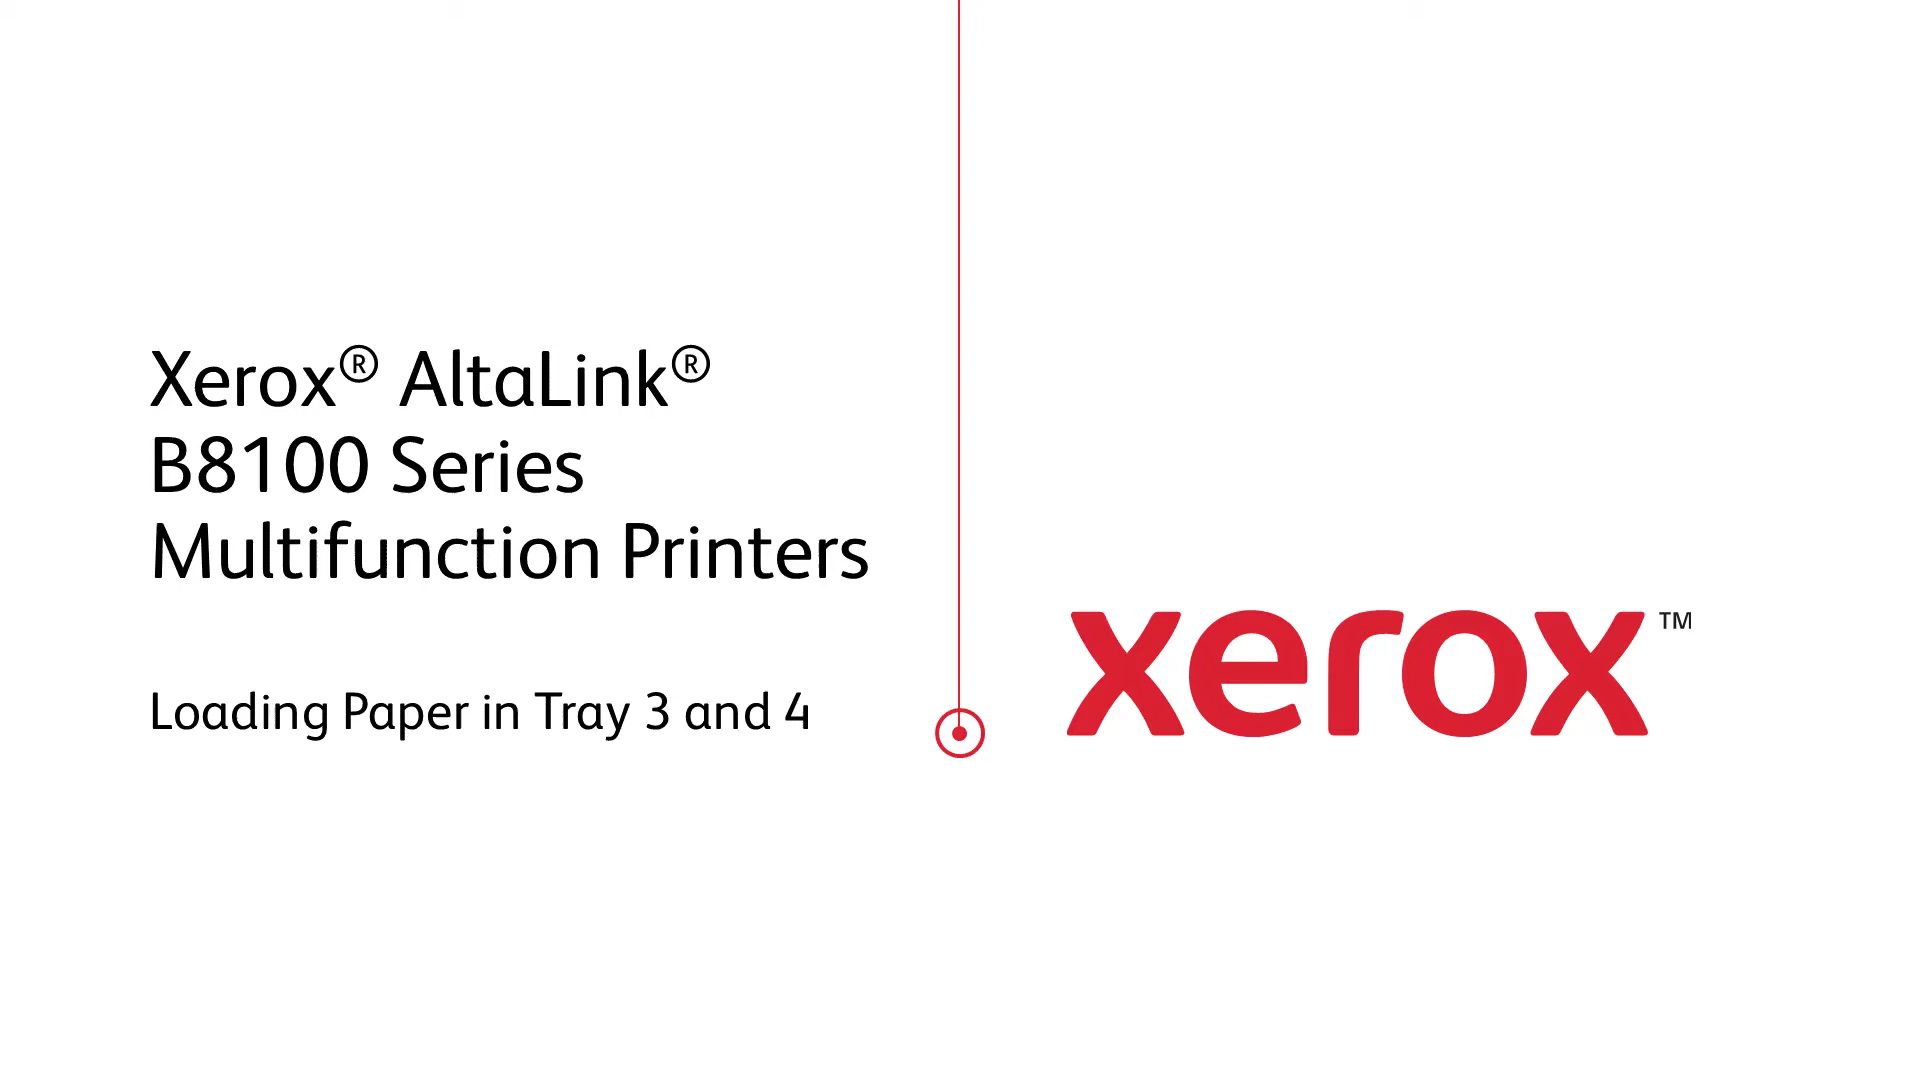 Xerox® AltaLink®
B8100 Series
Multifunction Printers
Loading Paper in Tray 3 and 4
xerox™